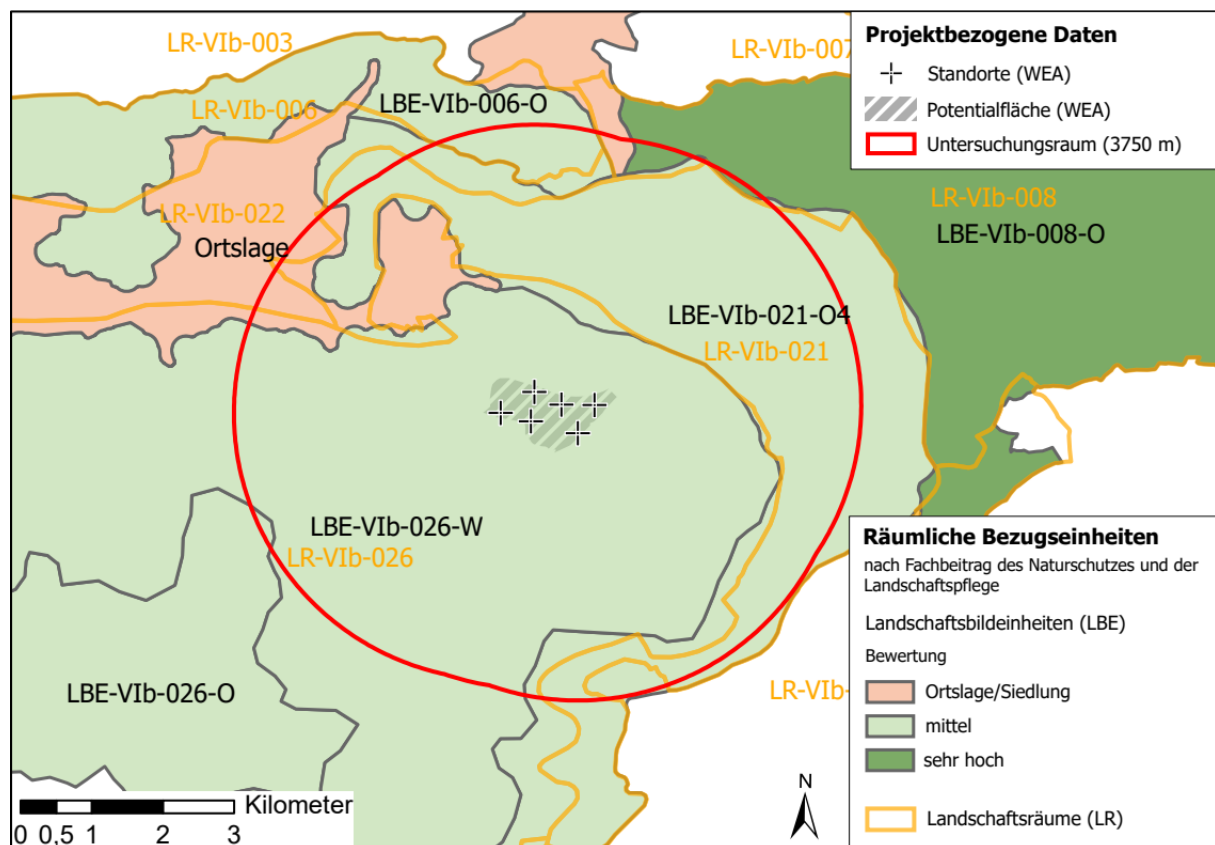 LR-VIb-003
LR-VIb-007
LR-VIb-006
LBE-VIb-006-O
LR-VIb-022
Ortslage
LR-VIb-008
LBE-VIb-008-O
LBE-VIb-021-O4
LR-VIb-021
LBE-VIb-026-W
LR-VIb-026
LBE-VIb-026-O
LR-VIb-
Projektbezogene Daten
Standorte (WEA)
Potentialfläche (WEA)
Untersuchungsraum (3750 m)
Räumliche Bezugseinheiten
nach Fachbeitrag des Naturschutzes und der
Landschaftspflege
Landschaftsbildeinheiten (LBE)
Bewertung
Ortslage/Siedlung
mittel
sehr hoch
Landschaftsräume (LR)
N
Kilometer
0 0,5 1 2 3